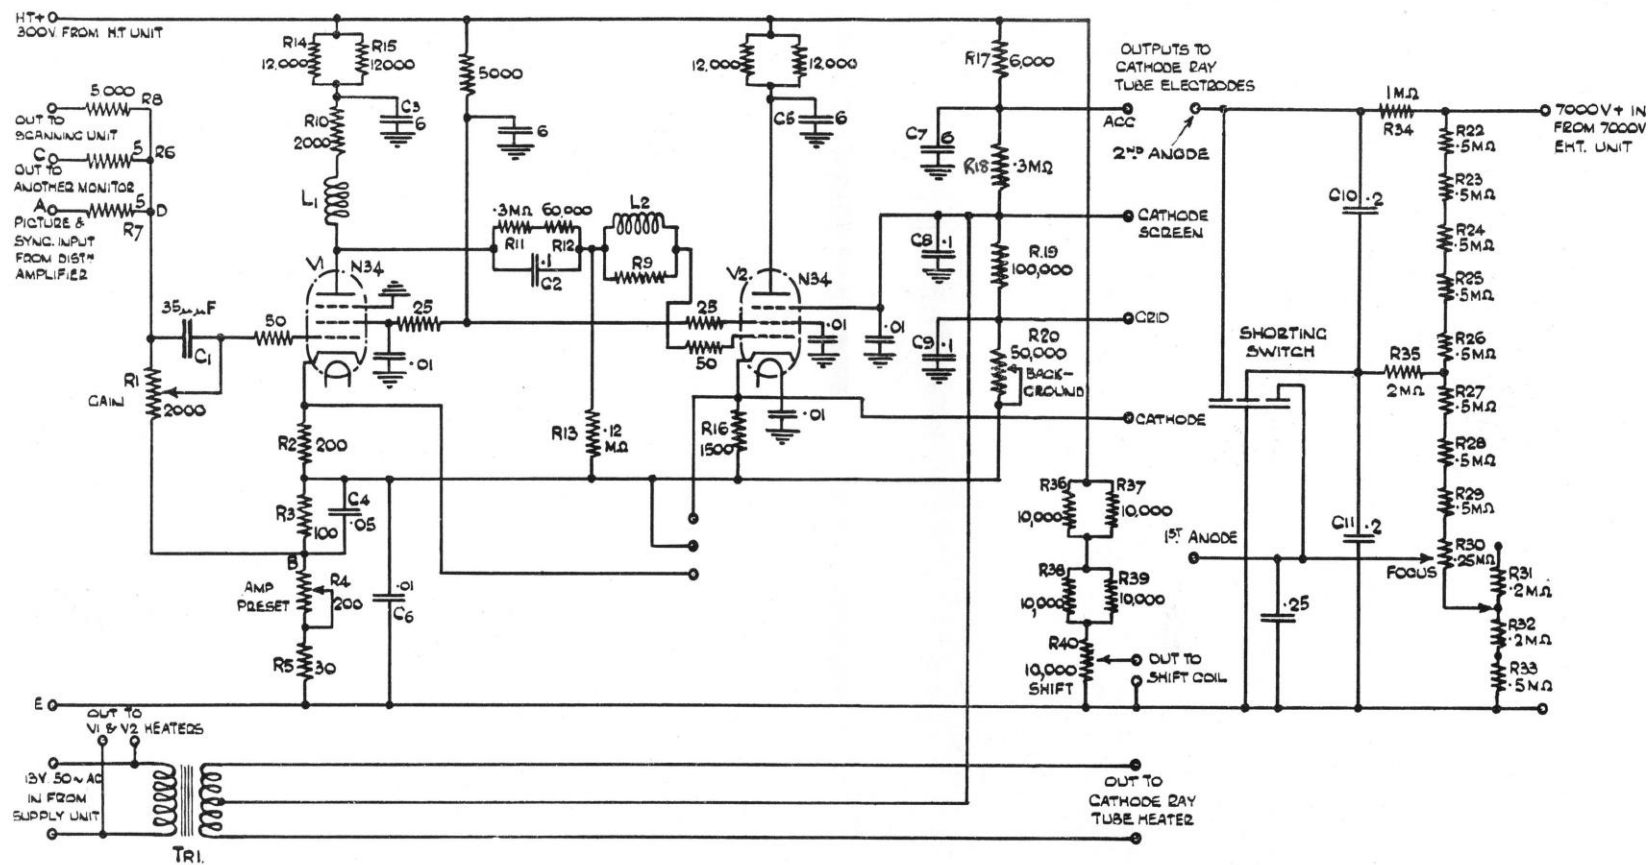 HT+
300V. FROM H.T UNIT
R14
12,000
R15
12000
5000
12,000
12,000
R17
6,000
OUTPUTS TO
CATHODE RAY
TUBE ELECTRODES
1MΩ
R34
7000V+ IN
FROM 7000V
EHT. UNIT
5000
R8
OUT TO
SCANNING UNIT
C
5
R6
OUT TO
ANOTHER MONITOR
A
5
D
R7
PICTURE &
SYNC. INPUT
FROM DISTN
AMPLIFIER
C3
6
R10
2000
6
C5
6
C7
6
ACC
2ND ANODE
R18
.3MΩ
R22
.5MΩ
R23
.5MΩ
R24
.5MΩ
R25
.5MΩ
R26
.5MΩ
R27
.5MΩ
R28
.5MΩ
R29
.5MΩ
R30
.25MΩ
L1
.3MΩ
60,000
R11
R12
.1
C2
L2
R9
C8
.1
CATHODE
SCREEN
C10
.2
V1
N34
V2
N34
R.19
100,000
35μμF
C1
50
25
25
50
.01
.01
.01
C9
.1
GRID
R20
50,000
BACK-
GROUND
SHORTING
SWITCH
R35
2MΩ
R1
GAIN
2000
.01
CATHODE
R2
200
R13
.12
MΩ
R16
1500
R3
100
C4
.05
R36
10,000
R37
10,000
C11
.2
1ST ANODE
FOCUS
B
AMP
PRESET
R4
200
.01
C6
R38
10,000
R39
10,000
.25
R31
.2MΩ
R32
.2MΩ
R33
.5MΩ
R5
30
R40
10,000
SHIFT
OUT TO
SHIFT COIL
E
OUT TO
V1 & V2 HEATERS
13V. 50~ AC
IN FROM
SUPPLY UNIT
TR1.
OUT TO
CATHODE RAY
TUBE HEATER